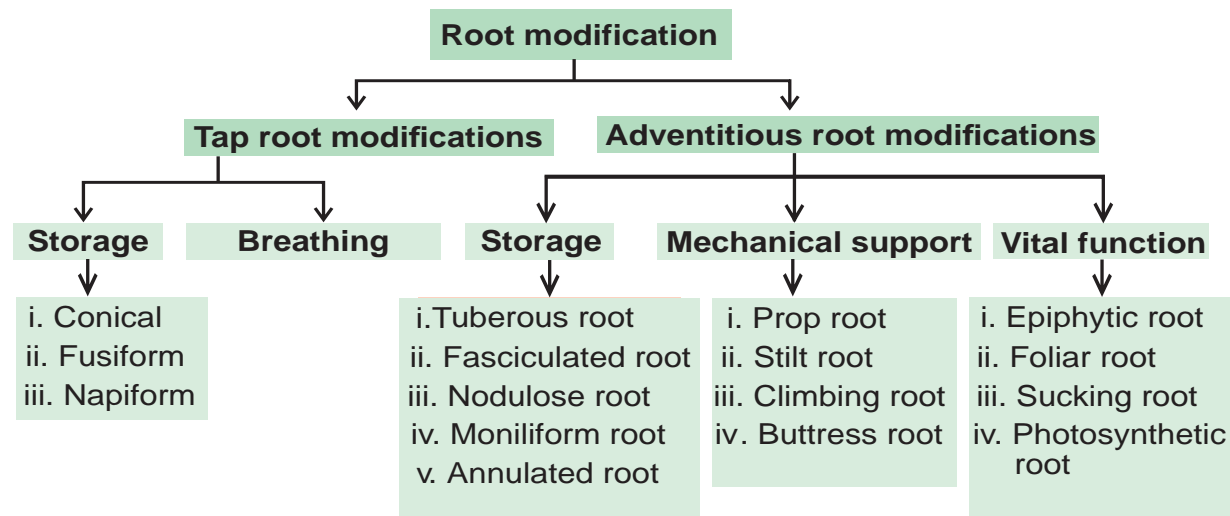 Root modification
Tap root modifications
Adventitious root modifications
Storage
Breathing
Storage
Mechanical support
Vital function
i. Conical
ii. Fusiform
iii. Napiform
i.Tuberous root
ii. Fasciculated root
iii. Nodulose root
iv. Moniliform root
v. Annulated root
i. Prop root
ii. Stilt root
iii. Climbing root
iv. Buttress root
i. Epiphytic root
ii. Foliar root
iii. Sucking root
iv. Photosynthetic
root